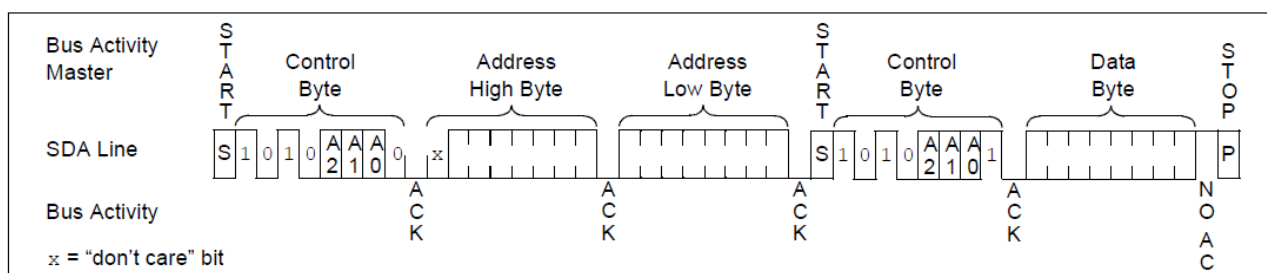 START
START
STOP
Bus Activity
Master
Control
Byte
Address
High Byte
Address
Low Byte
Control
Byte
Data
Byte
SDA Line
S 1 0 1 0 A2 A1 A0 0 x S 1 0 1 0 A2 A1 A0 1 P
Bus Activity
ACK ACK ACK ACK NO AC
x = “don’t care” bit